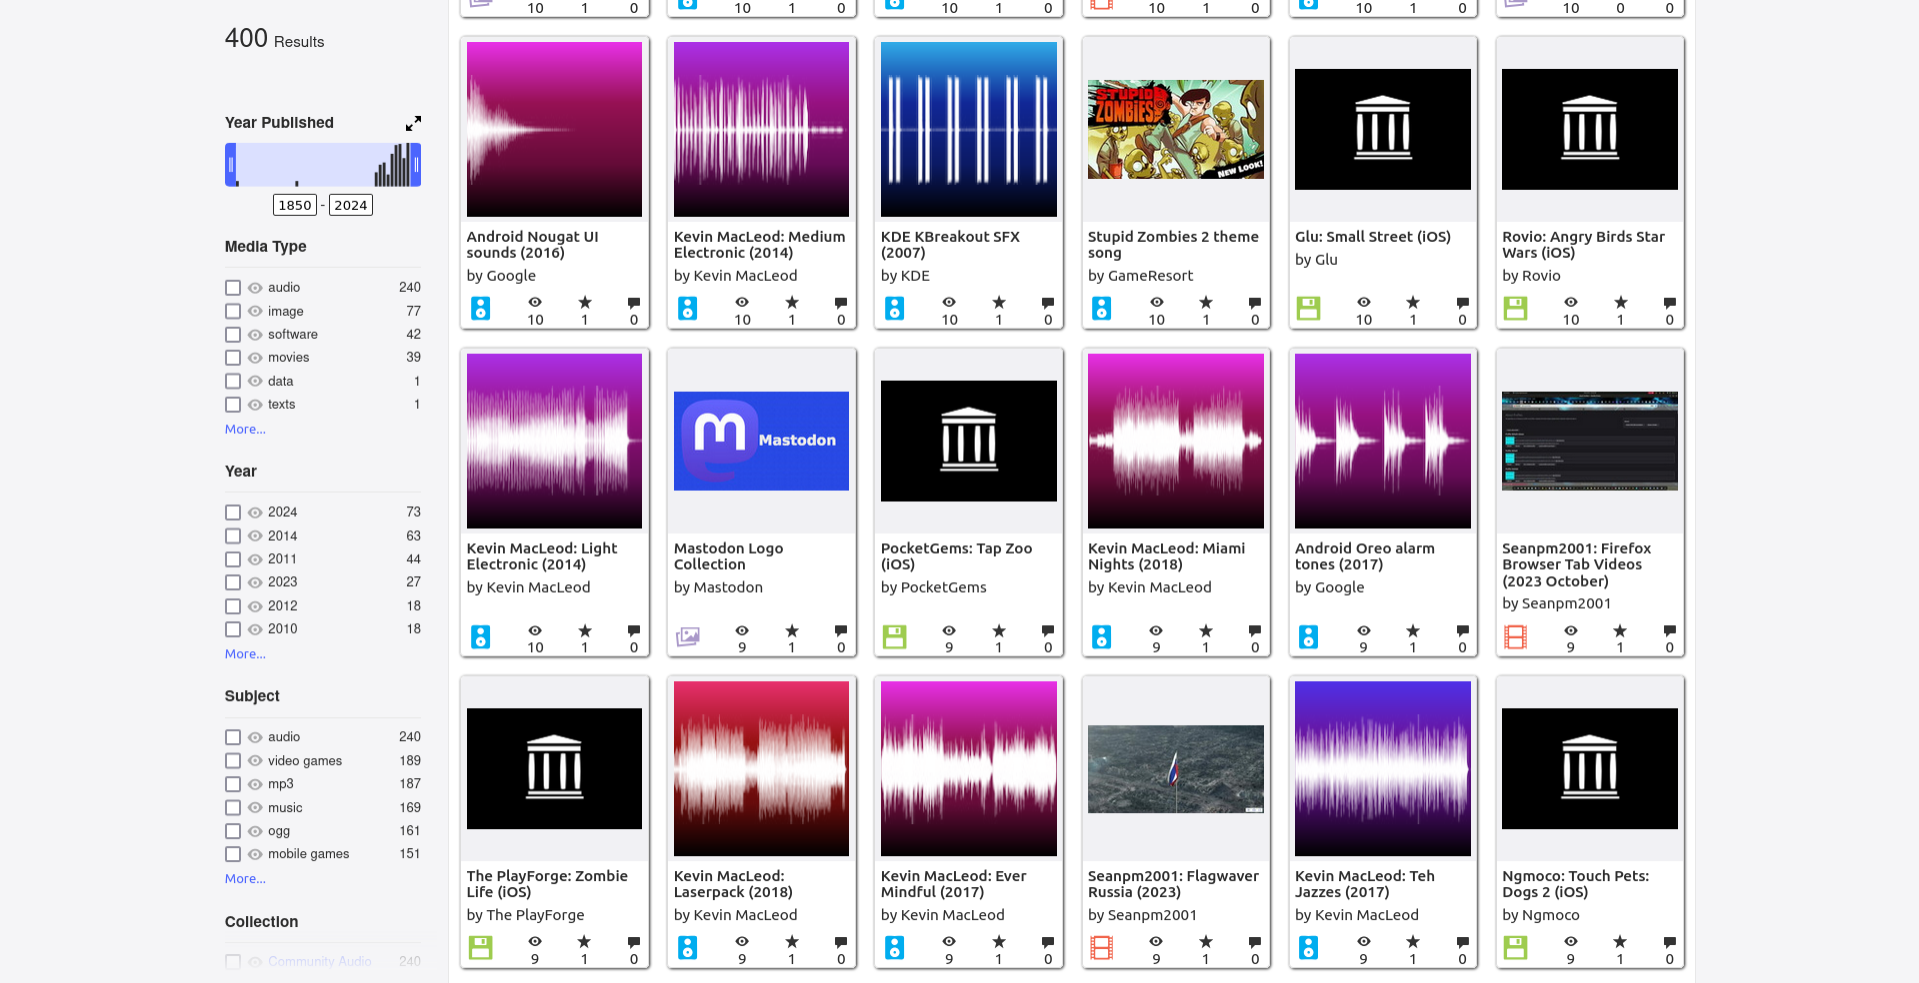 10 1 0 10 1 0 10 1 0 10 1 0 10 1 0 10 0 0
400 Results
Year Published
1850 - 2024
Media Type
audio 240
image 77
software 42
movies 39
data 1
texts 1
More...
Year
2024 73
2014 63
2011 44
2023 27
2012 18
2010 18
More...
Subject
audio 240
video games 189
mp3 187
music 169
ogg 161
mobile games 151
More...
Collection
Community Audio 240
Android Nougat UI
sounds (2016)
by Google
10 1 0
Kevin MacLeod: Medium
Electronic (2014)
by Kevin MacLeod
10 1 0
KDE KBreakout SFX
(2007)
by KDE
10 1 0
STUPID
ZOMBIES
NEW LOOK!
Stupid Zombies 2 theme
song
by GameResort
10 1 0
Glu: Small Street (iOS)
by Glu
10 1 0
Rovio: Angry Birds Star
Wars (iOS)
by Rovio
10 1 0
Kevin MacLeod: Light
Electronic (2014)
by Kevin MacLeod
10 1 0
Mastodon
Mastodon Logo
Collection
by Mastodon
9 1 0
PocketGems: Tap Zoo
(iOS)
by PocketGems
9 1 0
Kevin MacLeod: Miami
Nights (2018)
by Kevin MacLeod
9 1 0
Android Oreo alarm
tones (2017)
by Google
9 1 0
Seanpm2001: Firefox
Browser Tab Videos
(2023 October)
by Seanpm2001
9 1 0
The PlayForge: Zombie
Life (iOS)
by The PlayForge
9 1 0
Kevin MacLeod:
Laserpack (2018)
by Kevin MacLeod
9 1 0
Kevin MacLeod: Ever
Mindful (2017)
by Kevin MacLeod
9 1 0
Seanpm2001: Flagwaver
Russia (2023)
by Seanpm2001
9 1 0
Kevin MacLeod: Teh
Jazzes (2017)
by Kevin MacLeod
9 1 0
Ngmoco: Touch Pets:
Dogs 2 (iOS)
by Ngmoco
9 1 0